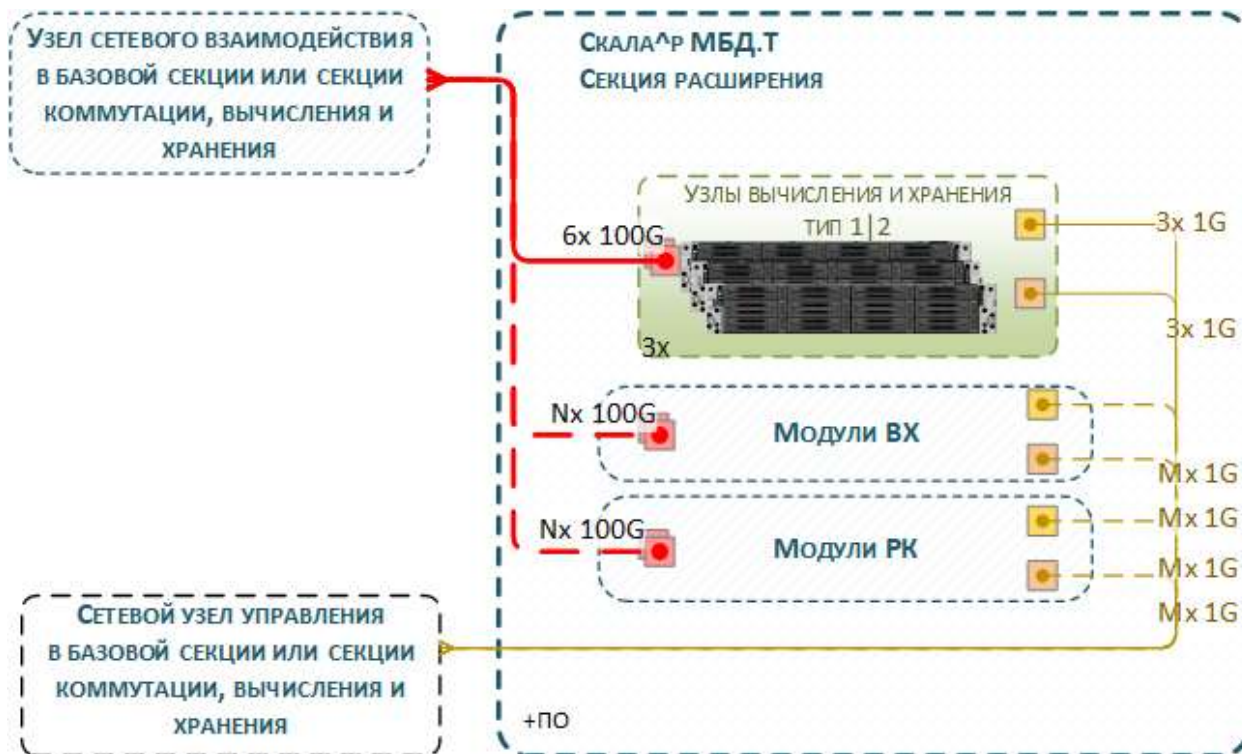 Узел сетевого взаимодействия
в базовой секции или секции
коммутации, вычисления и
хранения
Скала^р МБД.Т
Секция расширения
Узлы вычисления и хранения
тип 1|2
6x 100G
3x 1G
3x 1G
3x
Nx 100G
Модули ВХ
Mx 1G
Mx 1G
Nx 100G
Модули РК
Mx 1G
Mx 1G
Сетевой узел управления
в базовой секции или секции
коммутации, вычисления и
хранения
+ПО